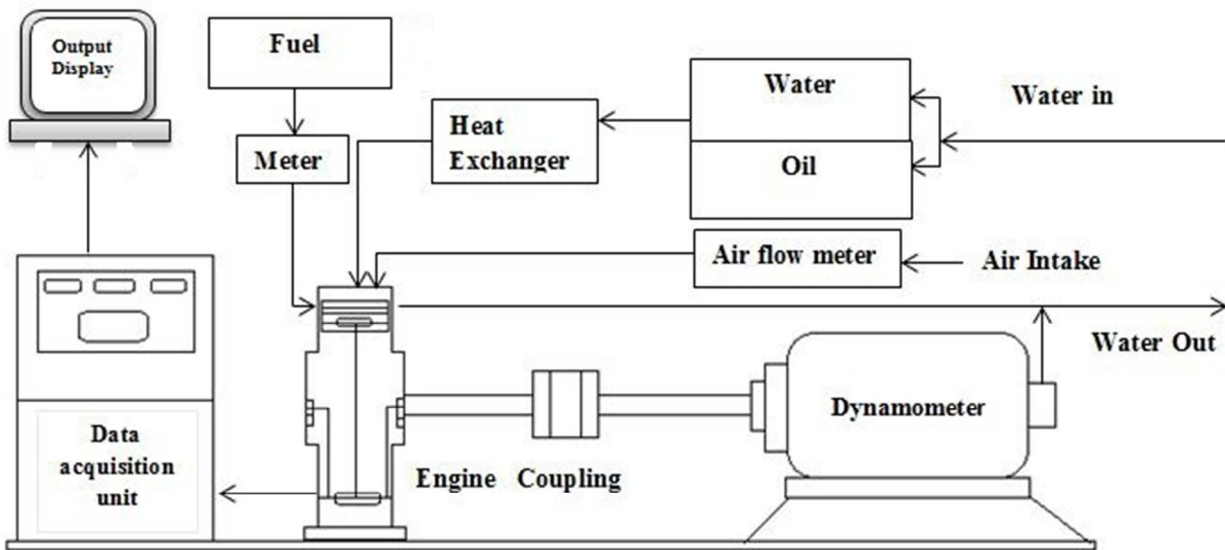 Output
Display
Fuel
Meter
Heat
Exchanger
Water
Oil
Water in
Air flow meter
Air Intake
Water Out
Dynamometer
Engine Coupling
Data
acquisition
unit